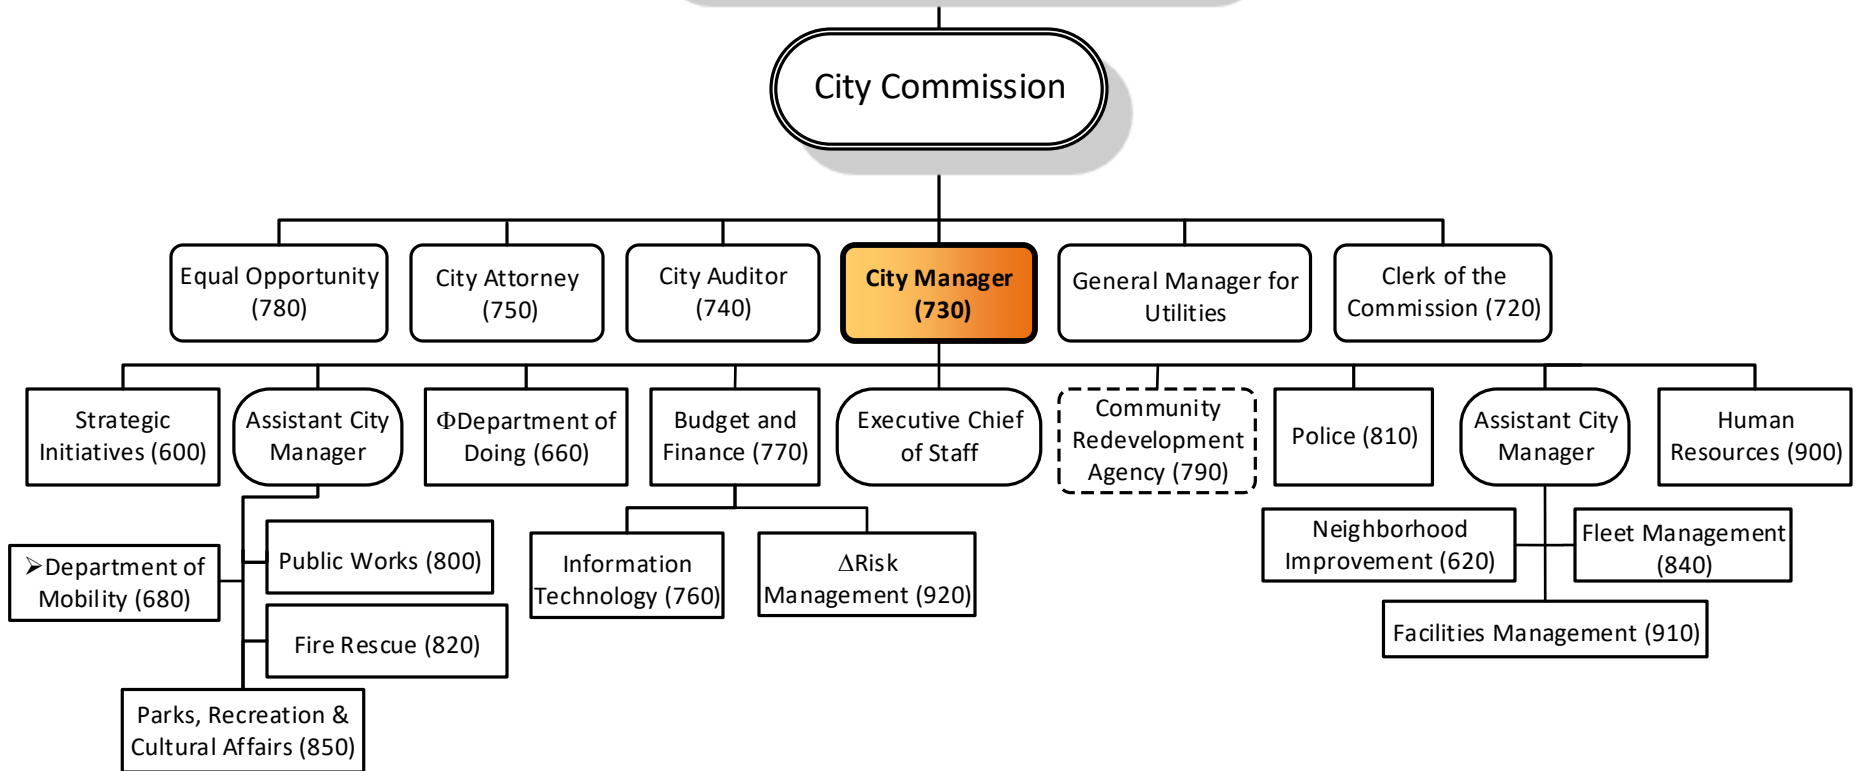 City Commission
Equal Opportunity
(780)
City Attorney
(750)
City Auditor
(740)
City Manager
(730)
General Manager for
Utilities
Clerk of the
Commission (720)
Strategic
Initiatives (600)
Assistant City
Manager
ΦDepartment of
Doing (660)
Budget and
Finance (770)
Executive Chief
of Staff
Community
Redevelopment
Agency (790)
Police (810)
Assistant City
Manager
Human
Resources (900)
➢Department of
Mobility (680)
Public Works (800)
Fire Rescue (820)
Parks, Recreation &
Cultural Affairs (850)
Information
Technology (760)
ΔRisk
Management (920)
Neighborhood
Improvement (620)
Fleet Management
(840)
Facilities Management (910)